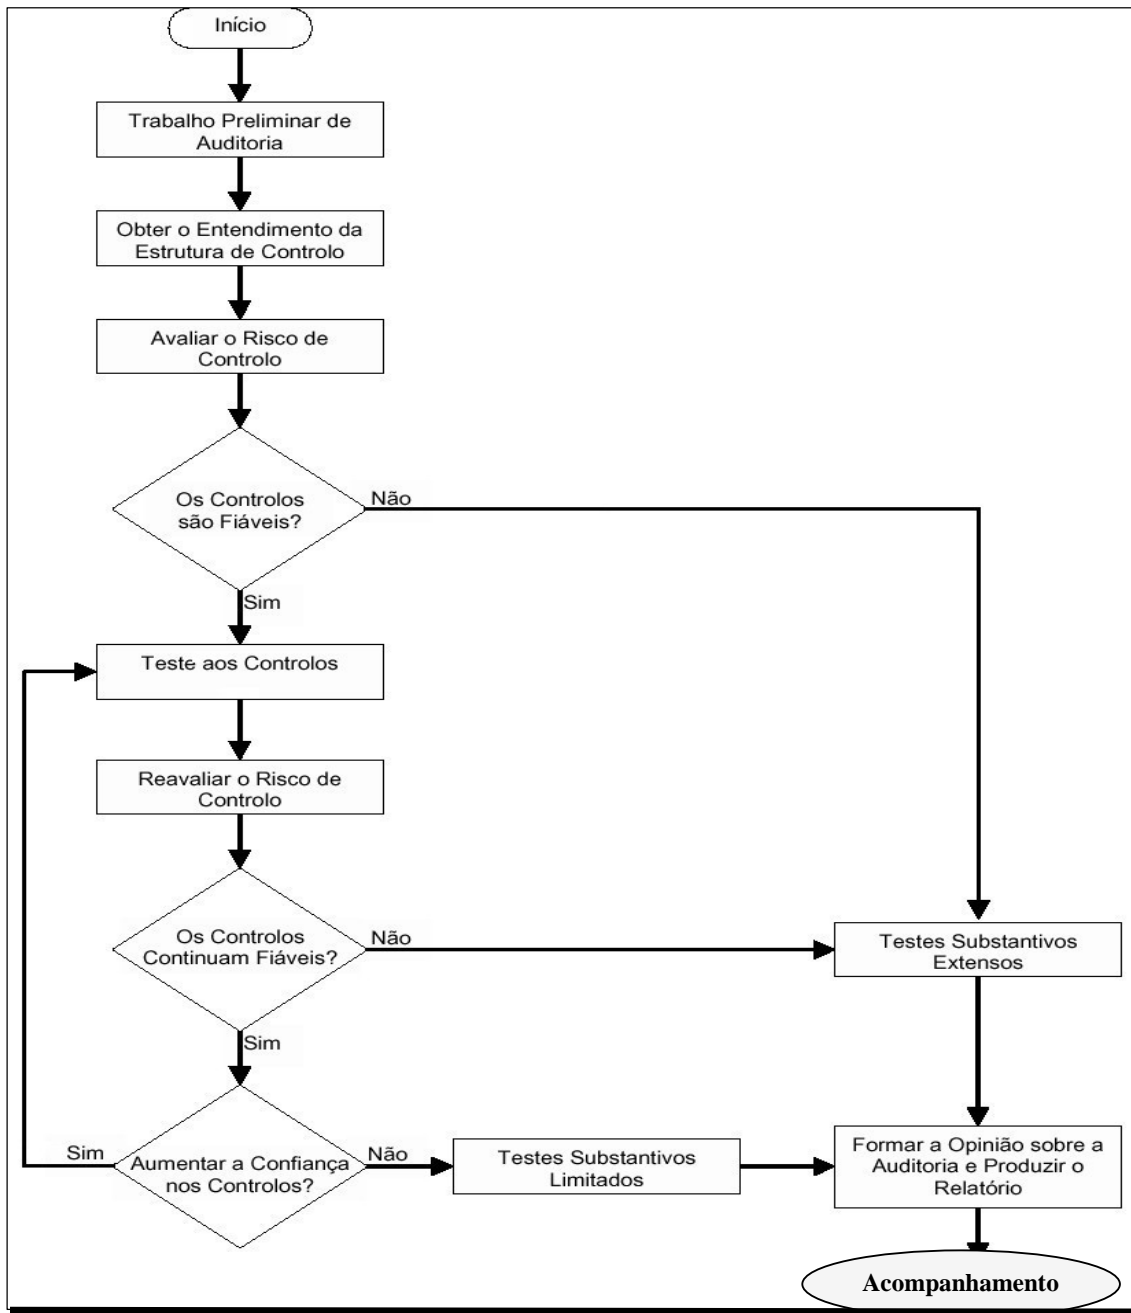 Início
Trabalho Preliminar de
Auditoria
Obter o Entendimento da
Estrutura de Controlo
Avaliar o Risco de
Controlo
Os Controlos
são Fiáveis?
Não
Sim
Teste aos Controlos
Reavaliar o Risco de
Controlo
Os Controlos
Continuam Fiáveis?
Não
Testes Substantivos
Extensos
Sim
Sim
Aumentar a Confiança
nos Controlos?
Não
Testes Substantivos
Limitados
Formar a Opinião sobre a
Auditoria e Produzir o
Relatório
Acompanhamento